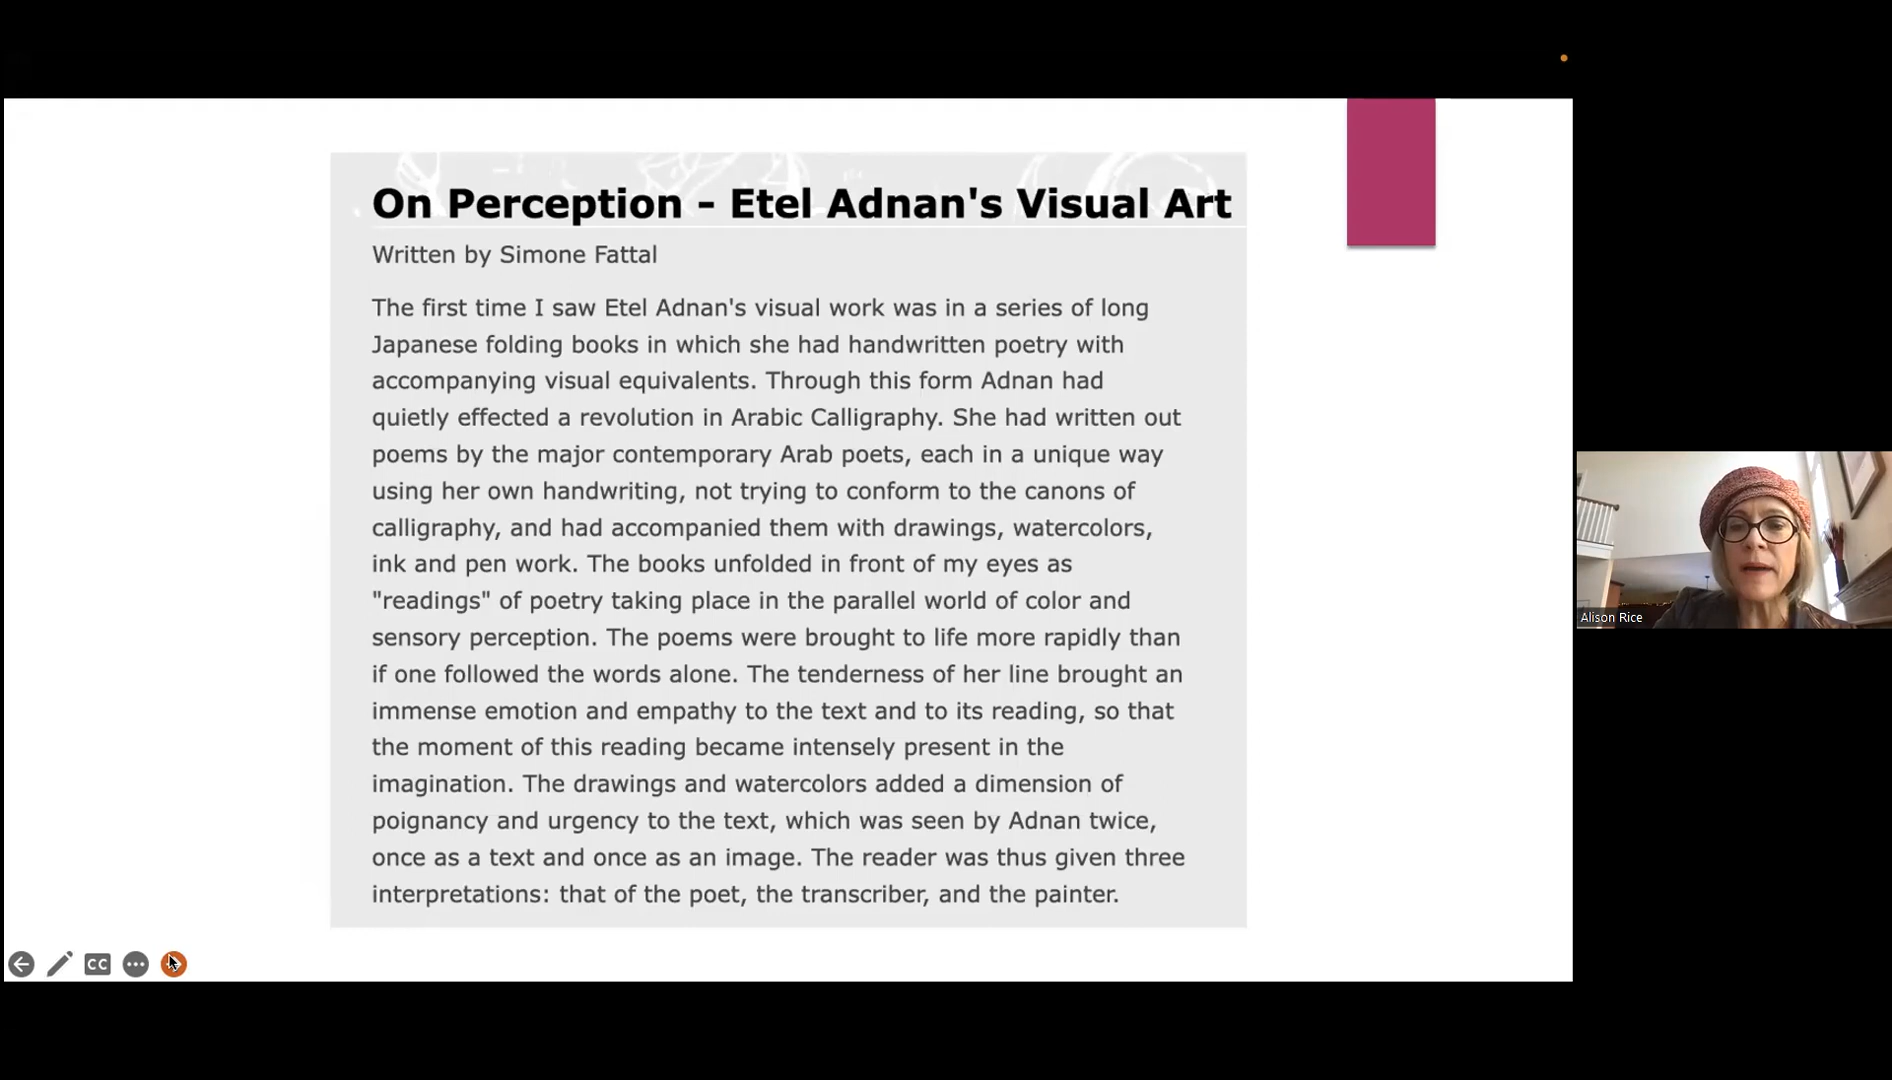 On Perception - Etel Adnan's Visual Art
Written by Simone Fattal
The first time I saw Etel Adnan's visual work was in a series of long
Japanese folding books in which she had handwritten poetry with
accompanying visual equivalents. Through this form Adnan had
quietly effected a revolution in Arabic Calligraphy. She had written out
poems by the major contemporary Arab poets, each in a unique way
using her own handwriting, not trying to conform to the canons of
calligraphy, and had accompanied them with drawings, watercolors,
ink and pen work. The books unfolded in front of my eyes as
"readings" of poetry taking place in the parallel world of color and
sensory perception. The poems were brought to life more rapidly than
if one followed the words alone. The tenderness of her line brought an
immense emotion and empathy to the text and to its reading, so that
the moment of this reading became intensely present in the
imagination. The drawings and watercolors added a dimension of
poignancy and urgency to the text, which was seen by Adnan twice,
once as a text and once as an image. The reader was thus given three
interpretations: that of the poet, the transcriber, and the painter.
Alison Rice
CC